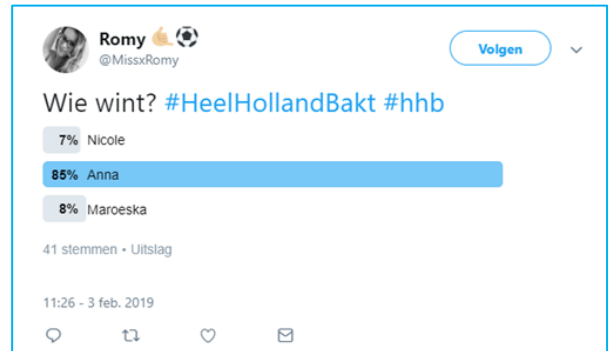 Romy
@MissxRomy
Volgen
Wie wint? #HeelHollandBakt #hhb
7% Nicole
85% Anna
8% Maroeska
41 stemmen • Uitslag
11:26 - 3 feb. 2019